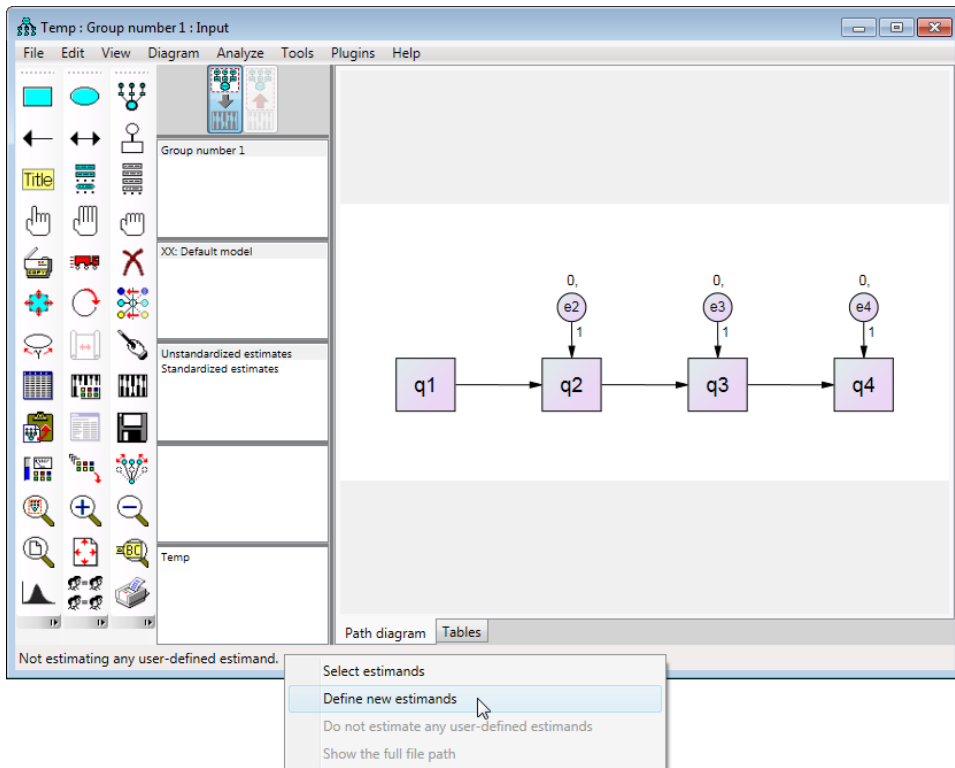 Temp : Group number 1 : Input
File Edit View Diagram Analyze Tools Plugins Help
Title
Group number 1
XX: Default model
Unstandardized estimates
Standardized estimates
Temp
0,
0,
0,
e2
e3
e4
1
1
1
q1
q2
q3
q4
Path diagram Tables
Not estimating any user-defined estimand.
Select estimands
Define new estimands
Do not estimate any user-defined estimands
Show the full file path